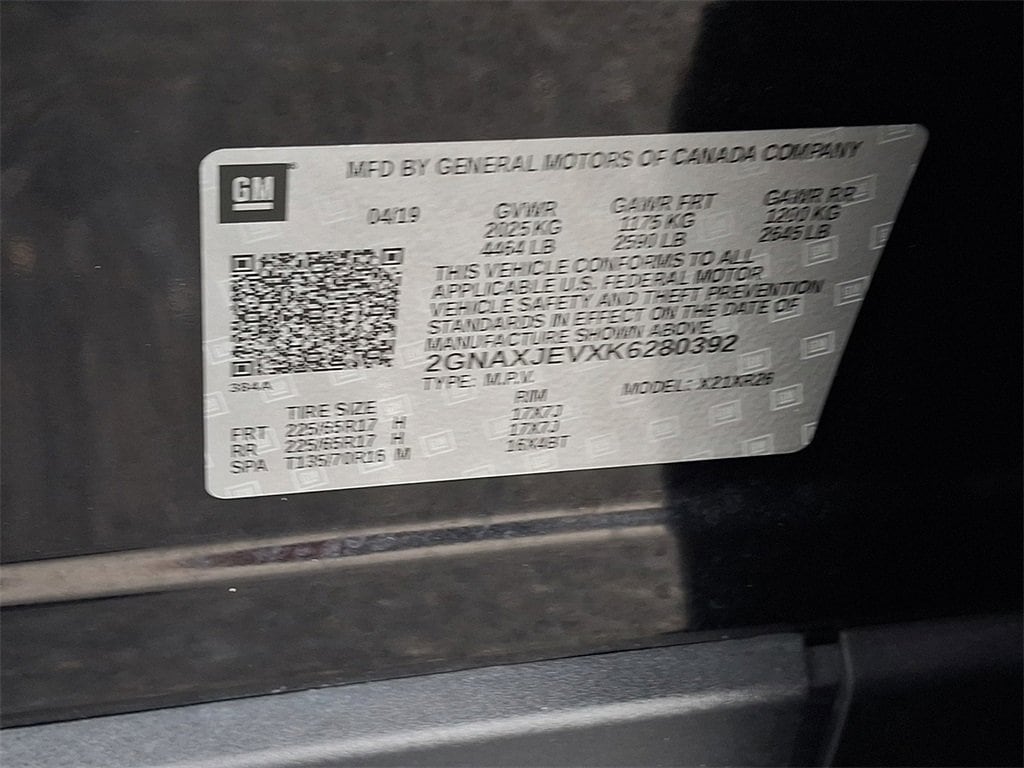 MFD BY GENERAL MOTORS OF CANADA COMPANY
GM
04/19
GVWR GAWR FRT GAWR RR
2025 KG 1175 KG 1200 KG
4464 LB 2590 LB 2645 LB
THIS VEHICLE CONFORMS TO ALL
APPLICABLE U.S. FEDERAL MOTOR
VEHICLE SAFETY AND THEFT PREVENTION
STANDARDS IN EFFECT ON THE DATE OF
MANUFACTURE SHOWN ABOVE.
2GNAXJEVXK6280392
384A
TYPE: M.P.V. MODEL: X21XR26
TIRE SIZE RIM
FRT 225/65R17 H 17X7J
RR 225/65R17 H 17X7J
SPA T135/70R16 M 16X4BT